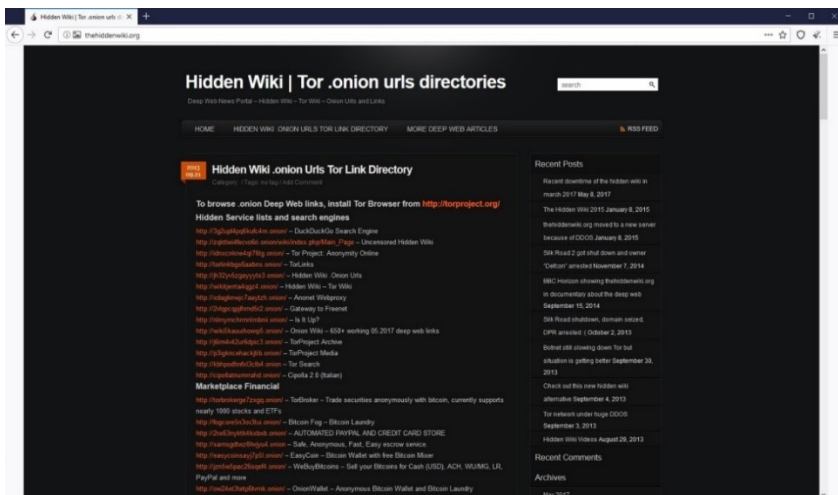 Hidden Wiki | Tor .onion urls di
thehiddenwiki.org
Hidden Wiki | Tor .onion urls directories
Deep Web News Portal – Hidden Wiki – Tor Wiki – Onion Urls and Links
search
HOME HIDDEN WIKI .ONION URLS TOR LINK DIRECTORY MORE DEEP WEB ARTICLES RSS FEED
2013
Hidden Wiki .onion Urls Tor Link Directory
Category: / Tags: no tag / Add Comment
To browse .onion Deep Web links, install Tor Browser from http://torproject.org/
Hidden Service lists and search engines
– DuckDuckGo Search Engine
– Uncensored Hidden Wiki
– Tor Project: Anonymity Online
– TorLinks
– Hidden Wiki .Onion Urls
– Hidden Wiki – Tor Wiki
– Anonet Webproxy
– Gateway to Freenet
– Is It Up?
– Onion Wiki – 650+ working 05.2017 deep web links
– TorProject Archive
– TorProject Media
– Tor Search
– Cipolla 2.0 (Italian)
Marketplace Financial
– TorBroker – Trade securities anonymously with bitcoin, currently supports
nearly 1000 stocks and ETFs
– Bitcoin Fog – Bitcoin Laundry
– AUTOMATED PAYPAL AND CREDIT CARD STORE
– Safe, Anonymous, Fast, Easy escrow service.
– EasyCoin – Bitcoin Wallet with free Bitcoin Mixer
– WeBuyBitcoins – Sell your Bitcoins for Cash (USD), ACH, WU/MG, LR,
PayPal and more
– OnionWallet – Anonymous Bitcoin Wallet and Bitcoin Laundry
Recent Posts
Recent downtime of the hidden wiki in
march 2017 May 8, 2017
The Hidden Wiki 2015 January 8, 2015
thehiddenwiki.org moved to a new server
because of DDOS January 8, 2015
Silk Road 2 got shut down and owner
"Defcon" arrested November 7, 2014
BBC Horizon showing thehiddenwiki.org
in documentary about the deep web
September 15, 2014
Silk Road shutdown, domain seized,
DPR arrested :( October 2, 2013
Botnet still slowing down Tor but
situation is getting better September 30,
2013
Check out this new hidden wiki
alternative September 4, 2013
Tor network under huge DDOS
September 3, 2013
Hidden Wiki Videos August 29, 2013
Recent Comments
Archives
May 2017